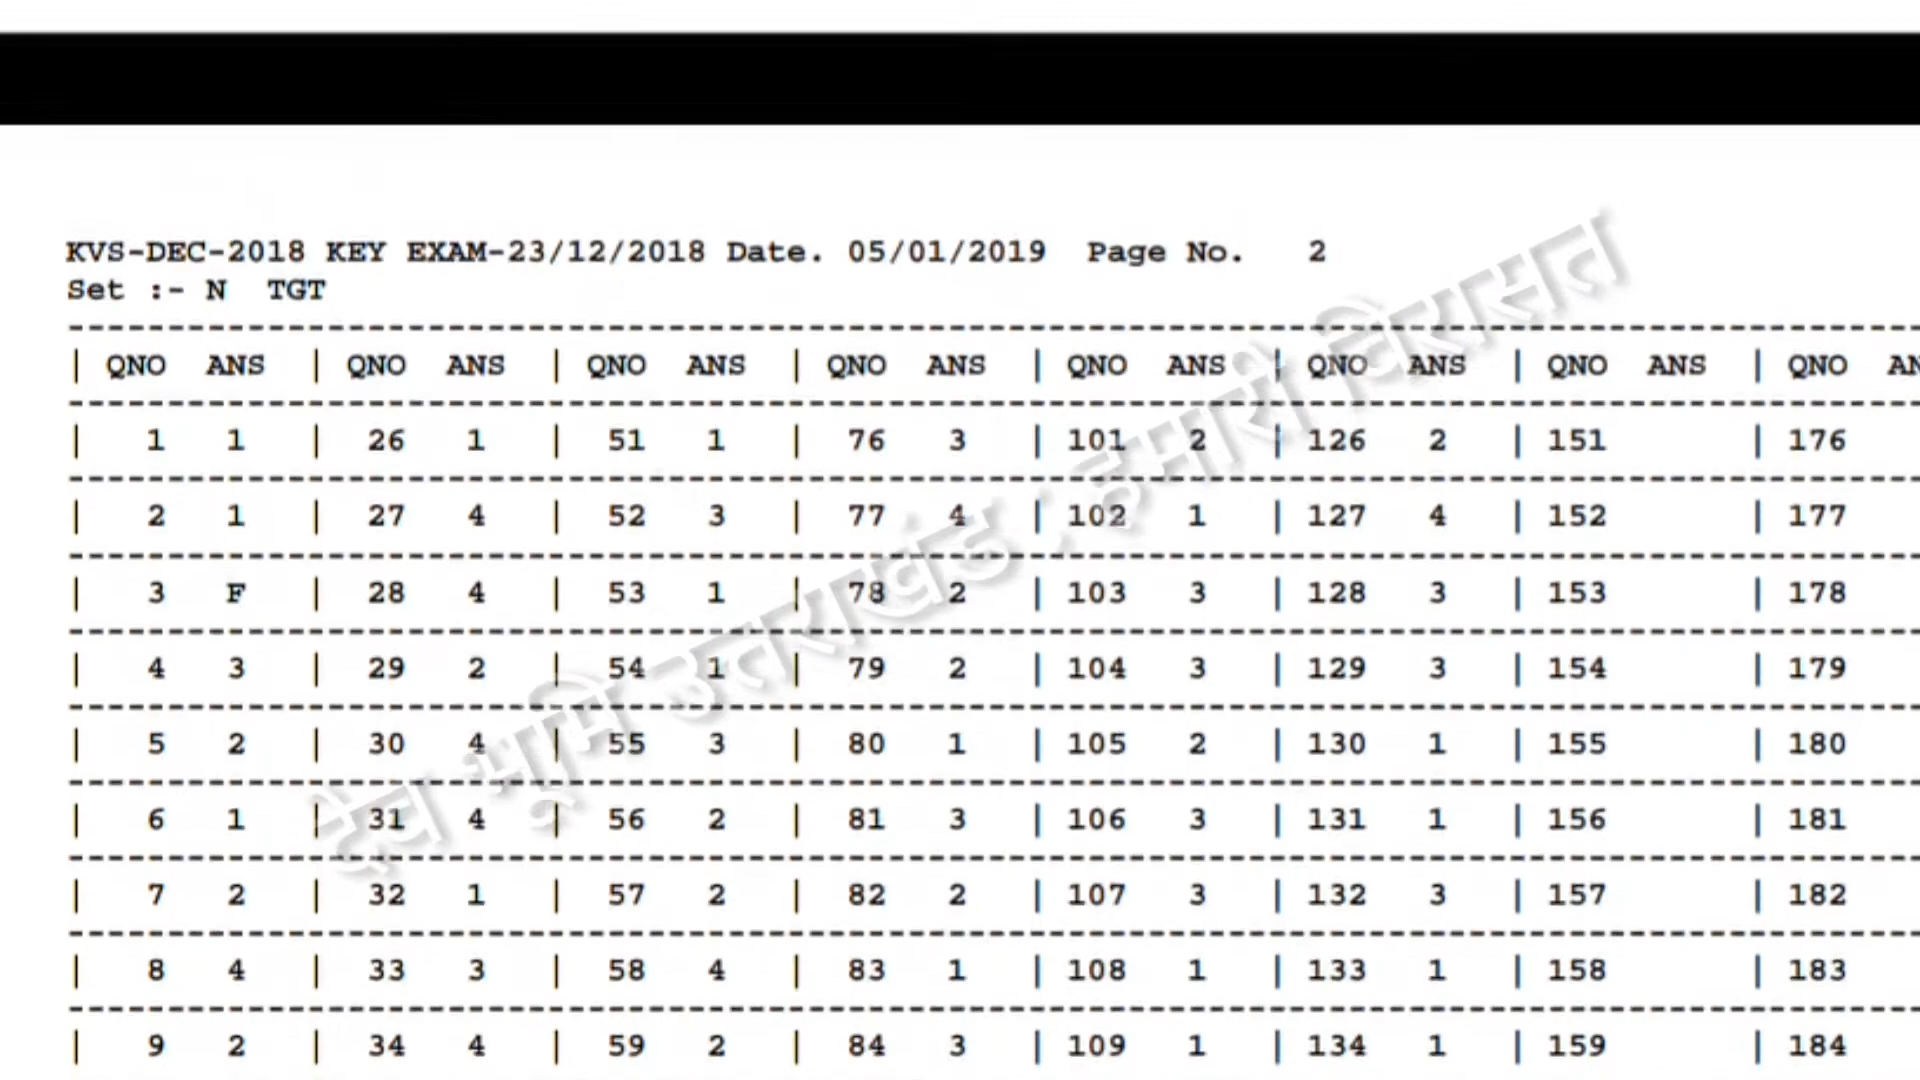 KVS-DEC-2018 KEY EXAM-23/12/2018 Date. 05/01/2019 Page No. 2
Set :- N TGT
| QNO ANS | QNO ANS | QNO ANS | QNO ANS | QNO ANS | QNO ANS | QNO ANS | QNO AN
| 1 1 | 26 1 | 51 1 | 76 3 | 101 2 | 126 2 | 151 | 176
| 2 1 | 27 4 | 52 3 | 77 4 | 102 1 | 127 4 | 152 | 177
| 3 F | 28 4 | 53 1 | 78 2 | 103 3 | 128 3 | 153 | 178
| 4 3 | 29 2 | 54 1 | 79 2 | 104 3 | 129 3 | 154 | 179
| 5 2 | 30 4 | 55 3 | 80 1 | 105 2 | 130 1 | 155 | 180
| 6 1 | 31 4 | 56 2 | 81 3 | 106 3 | 131 1 | 156 | 181
| 7 2 | 32 1 | 57 2 | 82 2 | 107 3 | 132 3 | 157 | 182
| 8 4 | 33 3 | 58 4 | 83 1 | 108 1 | 133 1 | 158 | 183
| 9 2 | 34 4 | 59 2 | 84 3 | 109 1 | 134 1 | 159 | 184
देव भूमि उत्तराखंड : हमारी विरासत